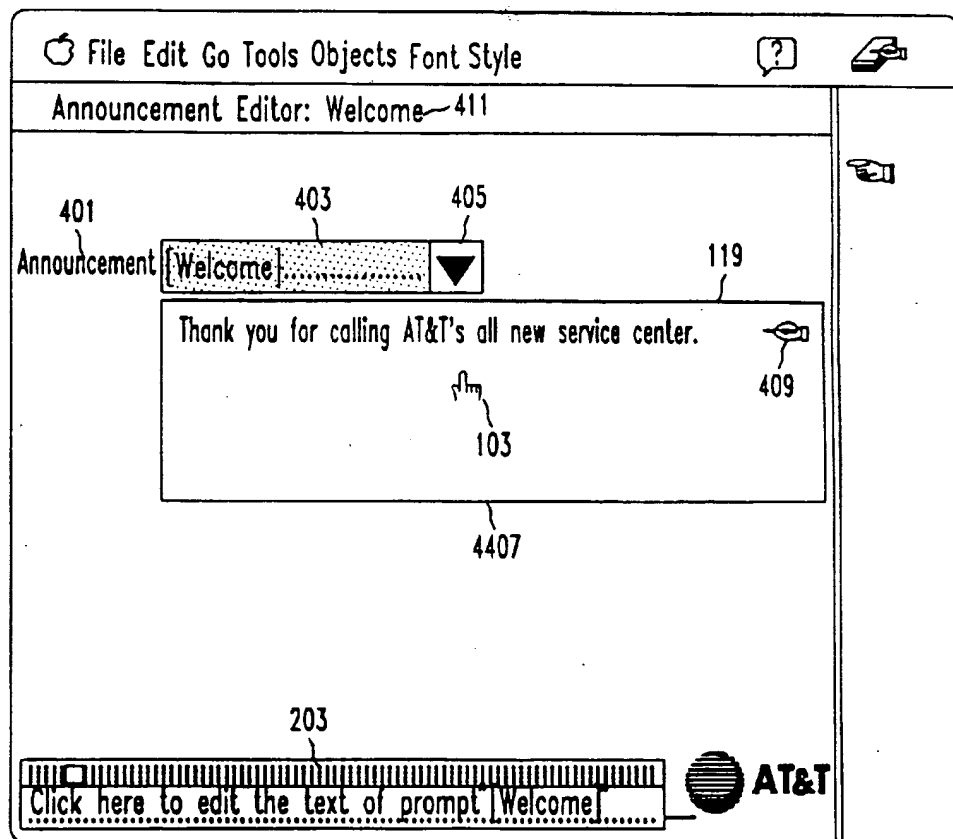 File Edit Go Tools Objects Font Style ?
Announcement Editor: Welcome 411
403 405
401
Announcement [Welcome] 119
Thank you for calling AT&T's all new service center.
409
103
4407
203
AT&T
Click here to edit the text of prompt "[Welcome]"